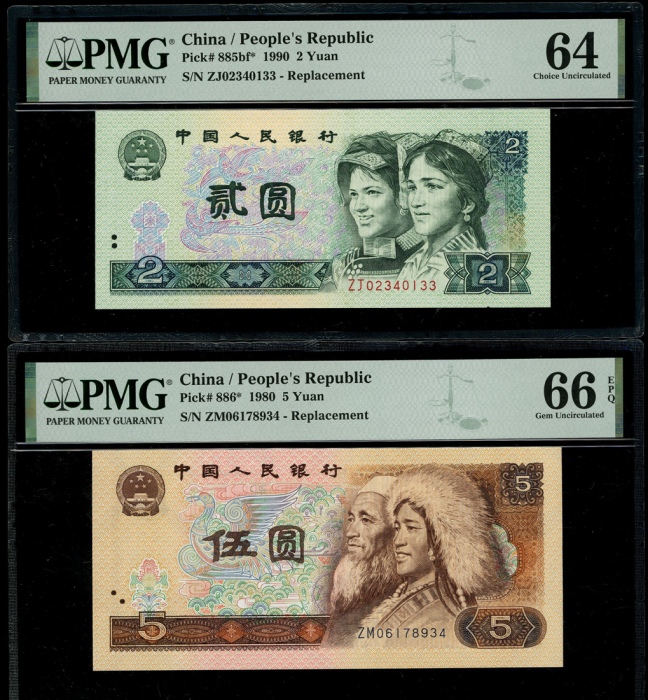 PMG®
PAPER MONEY GUARANTY
China / People's Republic
Pick# 885bf* 1990 2 Yuan
S/N ZJ02340133 - Replacement
64
Choice Uncirculated
中国人民银行
2
贰圆
2
2
ZJ02340133
PMG®
PAPER MONEY GUARANTY
China / People's Republic
Pick# 886* 1980 5 Yuan
S/N ZM06178934 - Replacement
66
EPQ
Gem Uncirculated
中国人民银行
5
伍圆
5
5
ZM06178934